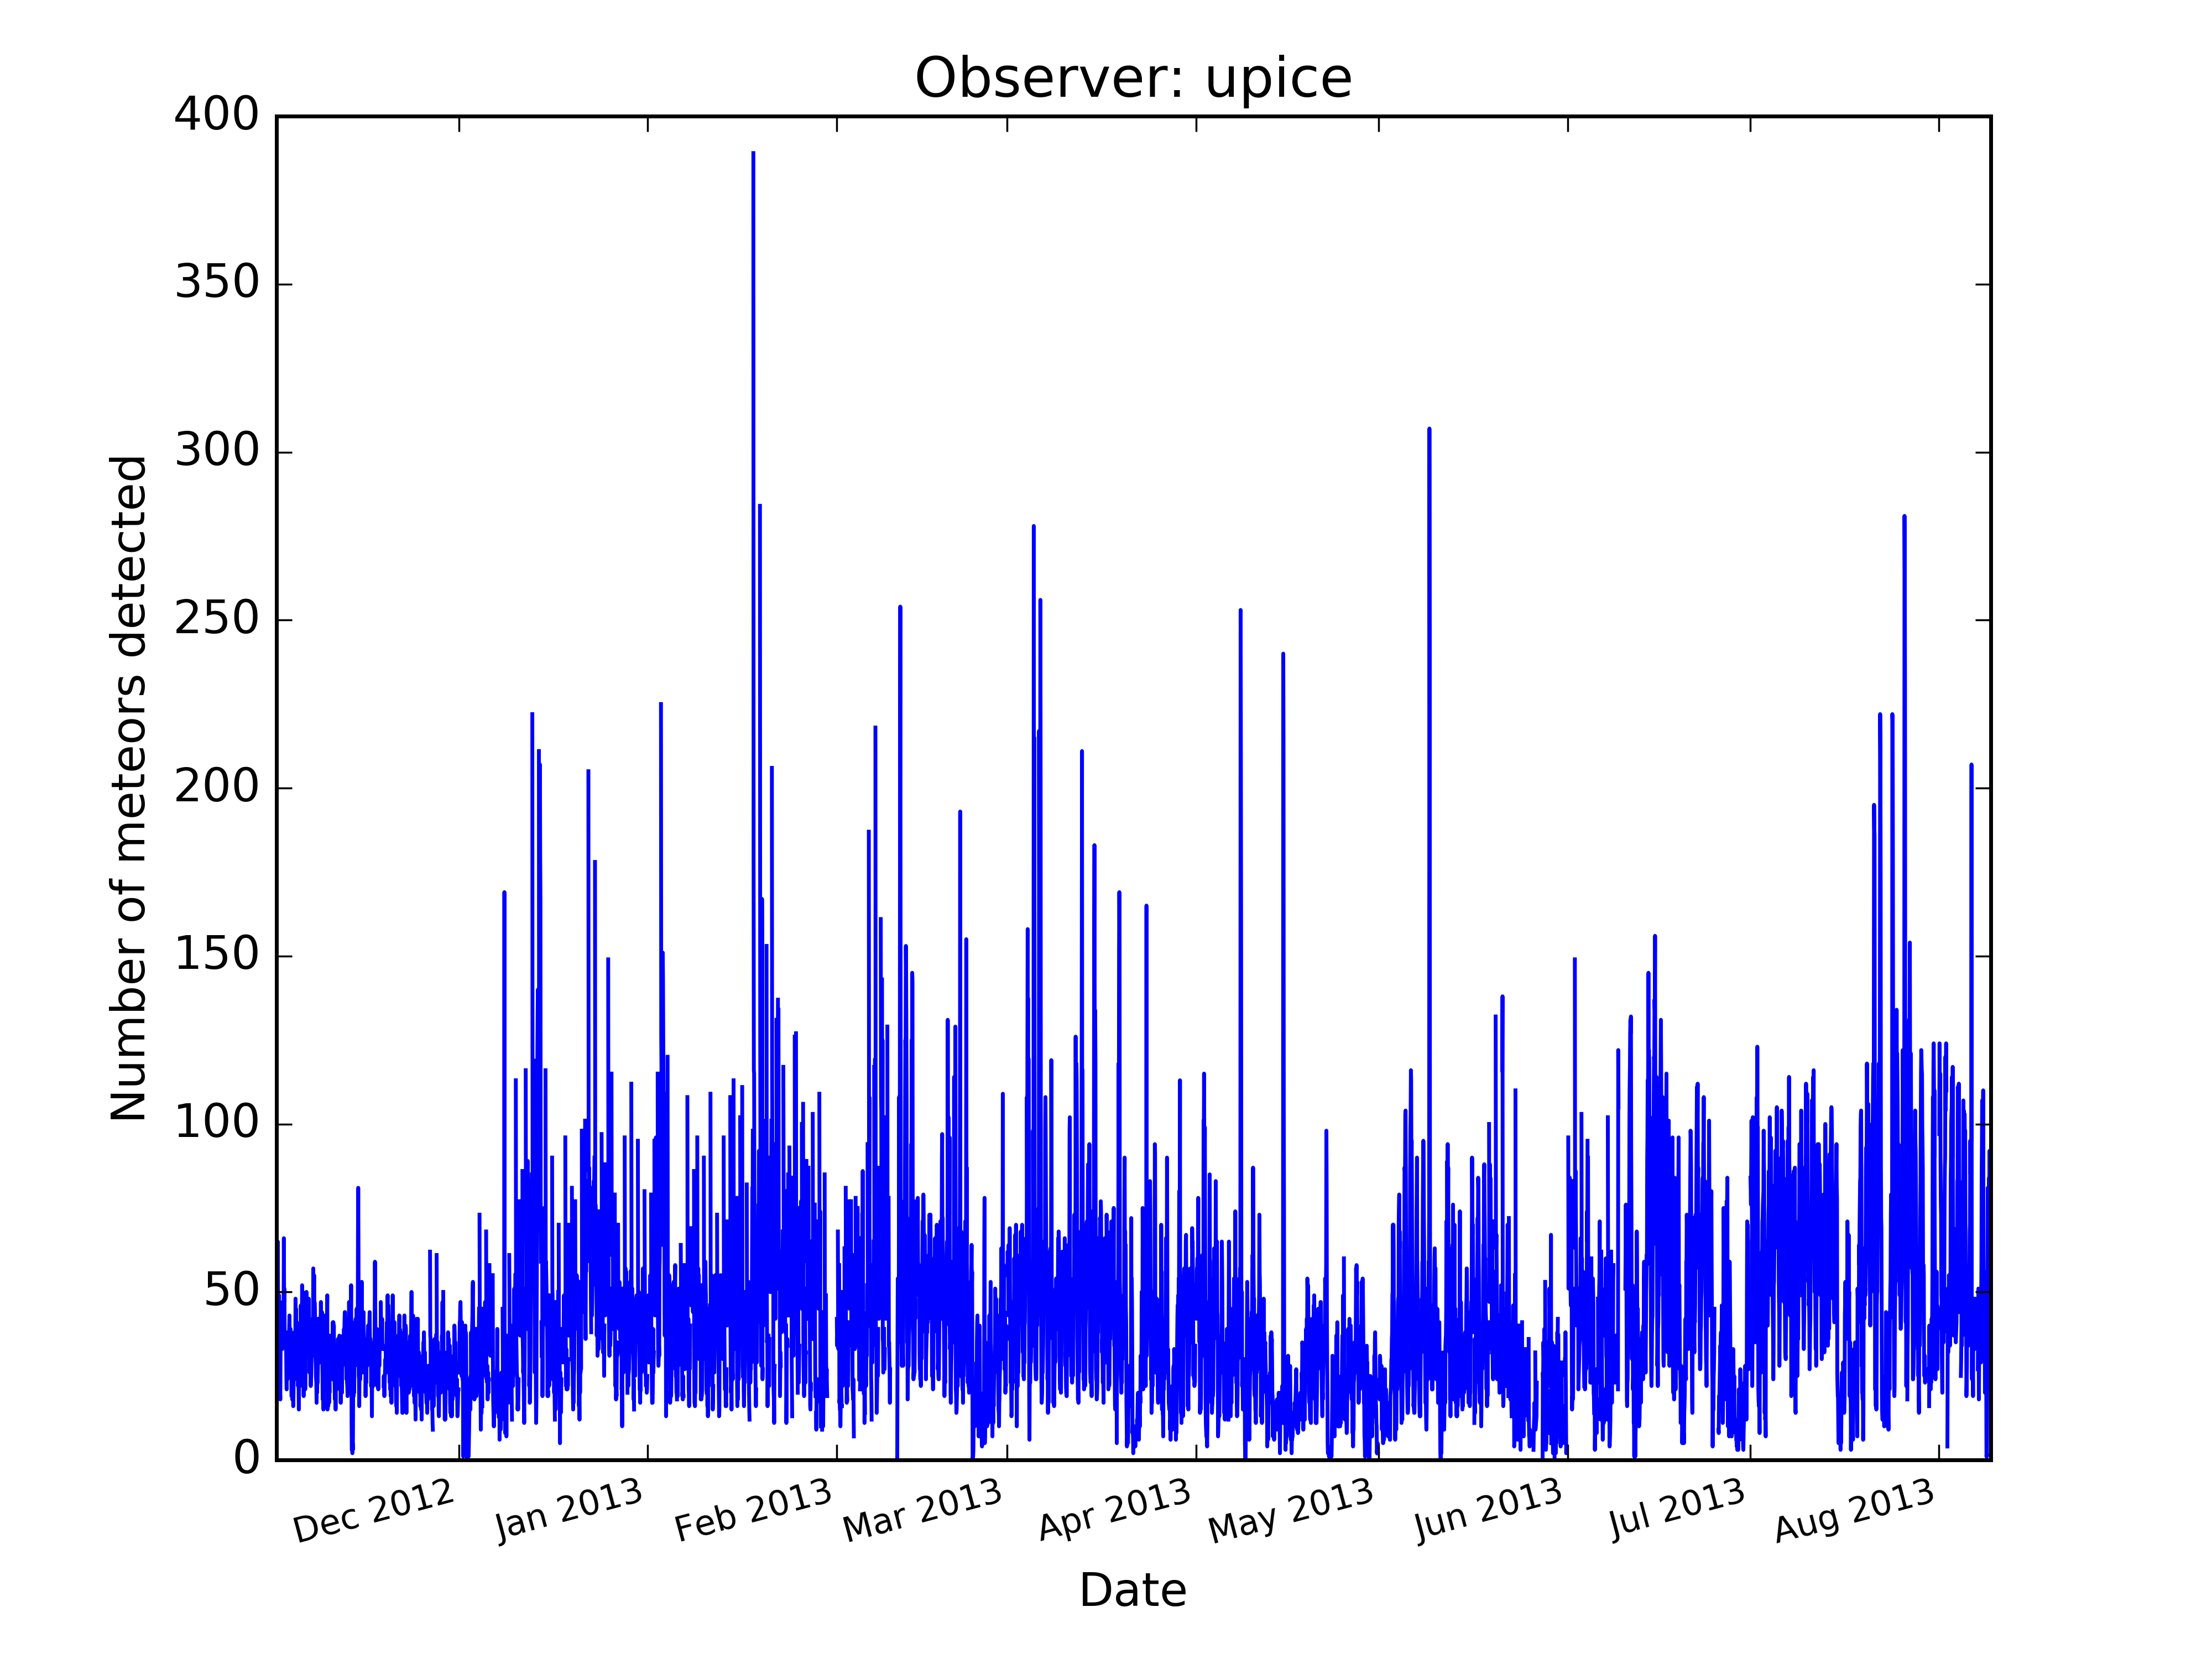 Observer: upice
400
350
300
250
200
150
100
50
0
Number of meteors detected
Dec 2012
Jan 2013
Feb 2013
Mar 2013
Apr 2013
May 2013
Jun 2013
Jul 2013
Aug 2013
Date